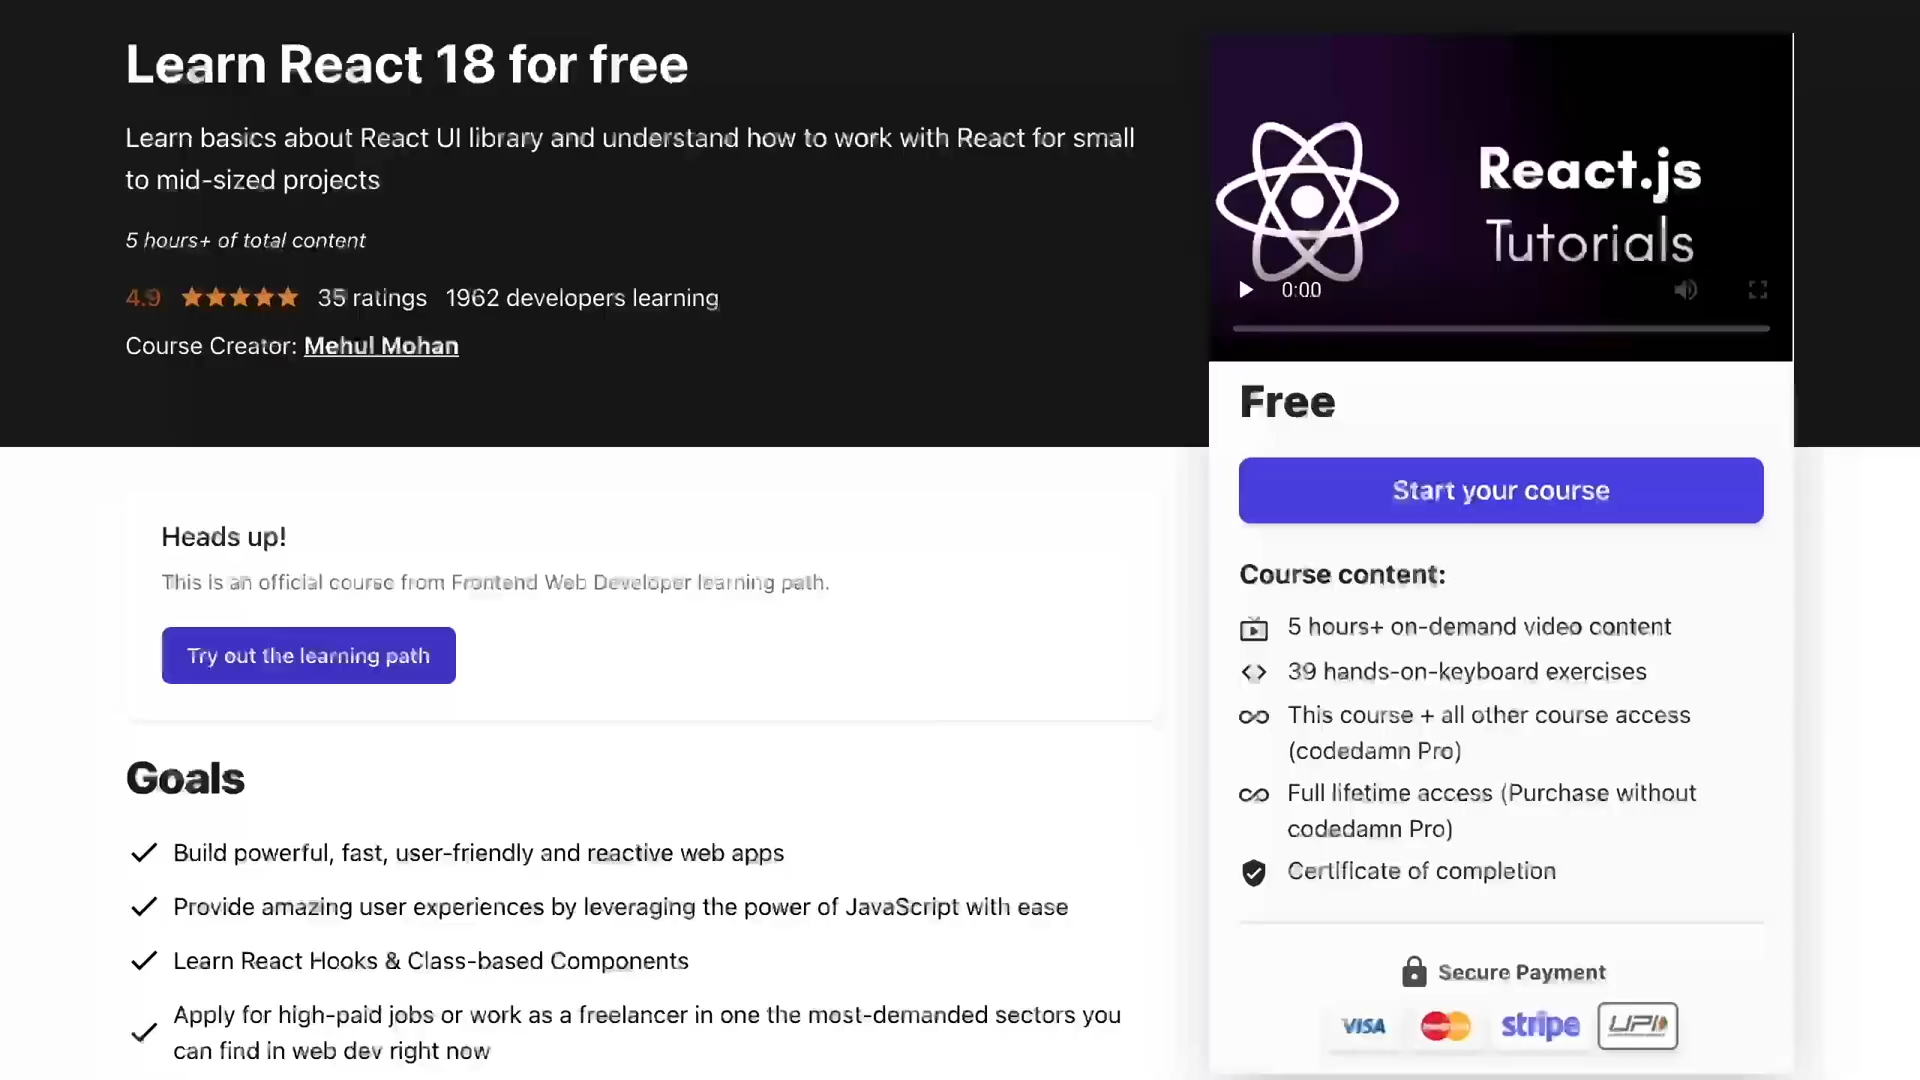 Learn React 18 for free
Learn basics about React UI library and understand how to work with React for small
to mid-sized projects
5 hours+ of total content
4.9 35 ratings 1962 developers learning
Course Creator: Mehul Mohan
React.js
Tutorials
0:00
Free
Start your course
Course content:
5 hours+ on-demand video content
39 hands-on-keyboard exercises
This course + all other course access
(codedamn Pro)
Full lifetime access (Purchase without
codedamn Pro)
Certificate of completion
Secure Payment
VISA
stripe
UPI
Heads up!
This is an official course from Frontend Web Developer learning path.
Try out the learning path
Goals
Build powerful, fast, user-friendly and reactive web apps
Provide amazing user experiences by leveraging the power of JavaScript with ease
Learn React Hooks & Class-based Components
Apply for high-paid jobs or work as a freelancer in one the most-demanded sectors you
can find in web dev right now